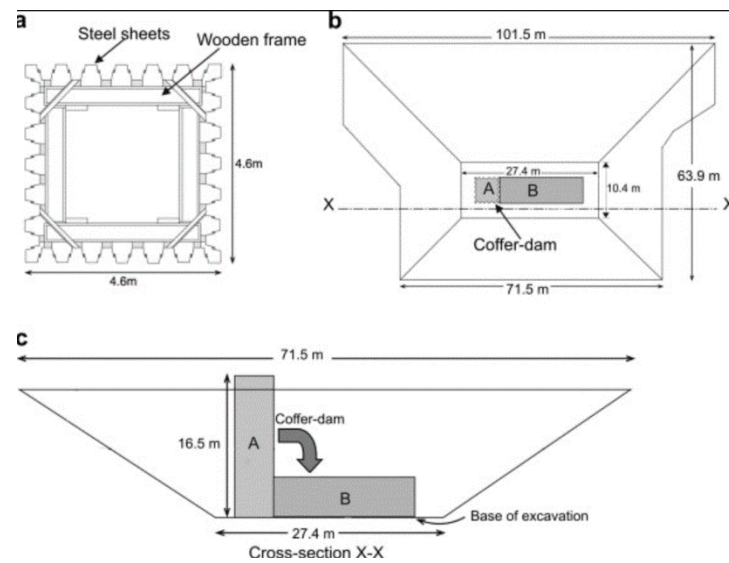 a
Steel sheets
Wooden frame
4.6m
4.6m
b
101.5 m
27.4 m
A
B
10.4 m
63.9 m
X
X
Coffer-dam
71.5 m
c
71.5 m
16.5 m
A
Coffer-dam
B
Base of excavation
27.4 m
Cross-section X-X